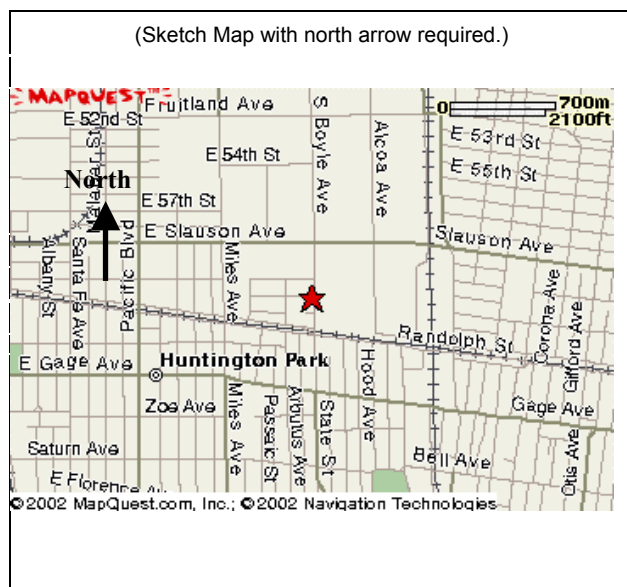 (Sketch Map with north arrow required.)
MAPQUEST
Fruitland Ave
0 700m
2100ft
E 52nd St
S Boyle Ave
Alcoa Ave
E 53rd St
E 54th St
E 55th St
Malabar St
North
E 57th St
E Slauson Ave
Slauson Ave
Albany St
Santa Fe Ave
Pacific Blvd
Miles Ave
Corona Ave
Gifford Ave
Randolph St
E Gage Ave
Huntington Park
Hood Ave
Zoe Ave
Miles Ave
Passaic St
Arbutus Ave
State St
Gage Ave
Saturn Ave
Bell Ave
Otis Ave
E Florence Ave
©2002 MapQuest.com, Inc.; ©2002 Navigation Technologies